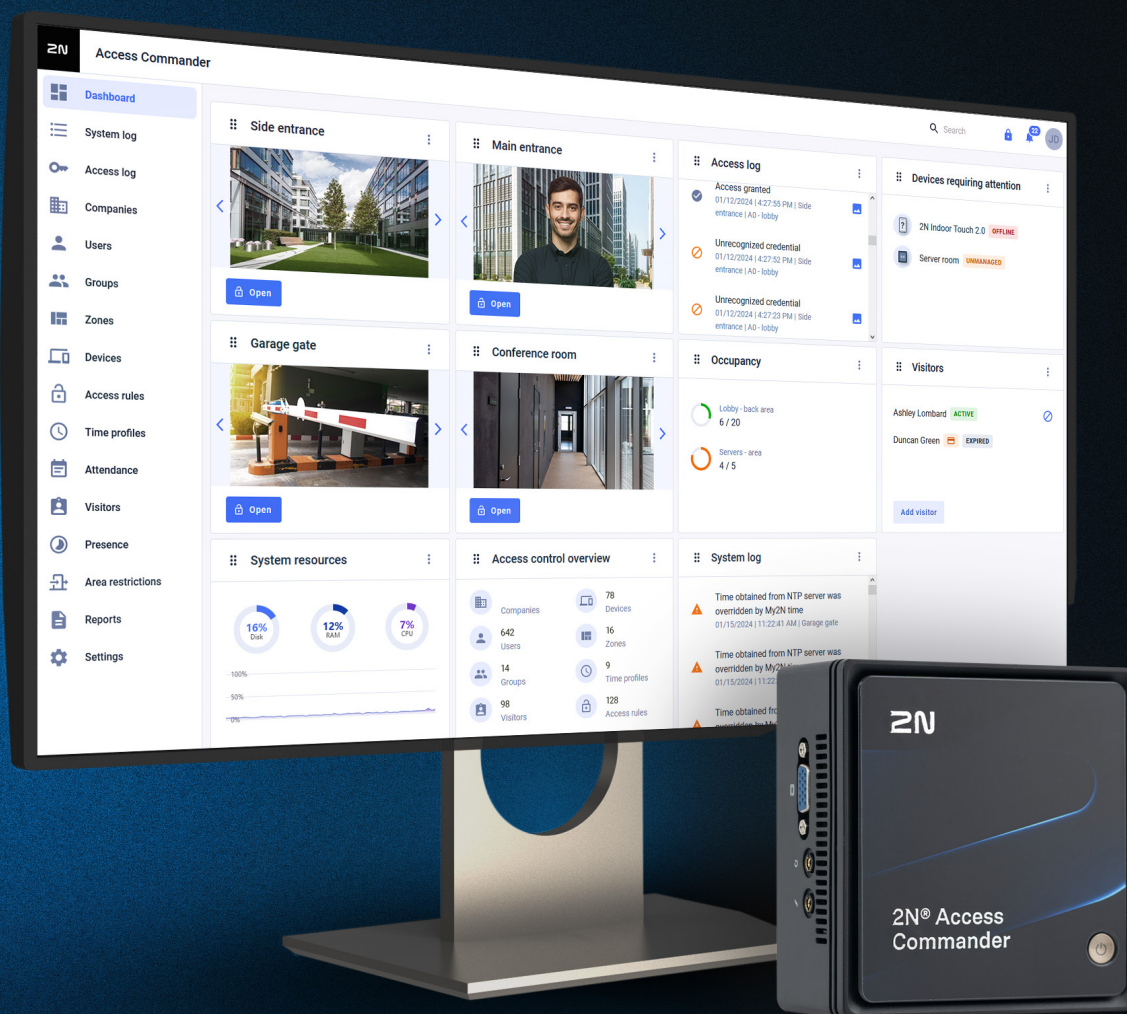 2N
Access Commander
Search
22
JD
Dashboard
System log
Access log
Companies
Users
Groups
Zones
Devices
Access rules
Time profiles
Attendance
Visitors
Presence
Area restrictions
Reports
Settings
Side entrance
Open
Main entrance
Open
Access log
Access granted
01/12/2024 | 4:27:55 PM | Side
entrance | A0 - lobby
Unrecognized credential
01/12/2024 | 4:27:52 PM | Side
entrance | A0 - lobby
Unrecognized credential
01/12/2024 | 4:27:23 PM | Side
entrance | A0 - lobby
Devices requiring attention
2N Indoor Touch 2.0 OFFLINE
Server room UNMANAGED
Garage gate
Open
Conference room
Open
Occupancy
Lobby - back area
6 / 20
Servers - area
4 / 5
Visitors
Ashley Lombard ACTIVE
Duncan Green EXPIRED
Add visitor
System resources
16%
Disk
12%
RAM
7%
CPU
100%
50%
0%
Access control overview
Companies
78
Devices
642
Users
16
Zones
14
Groups
9
Time profiles
98
Visitors
128
Access rules
System log
Time obtained from NTP server was
overridden by My2N time
01/15/2024 | 11:22:41 AM | Garage gate
Time obtained from NTP server was
overridden by My2N
01/15/2024 | 11:22:
Time obtained
2N
2N® Access
Commander